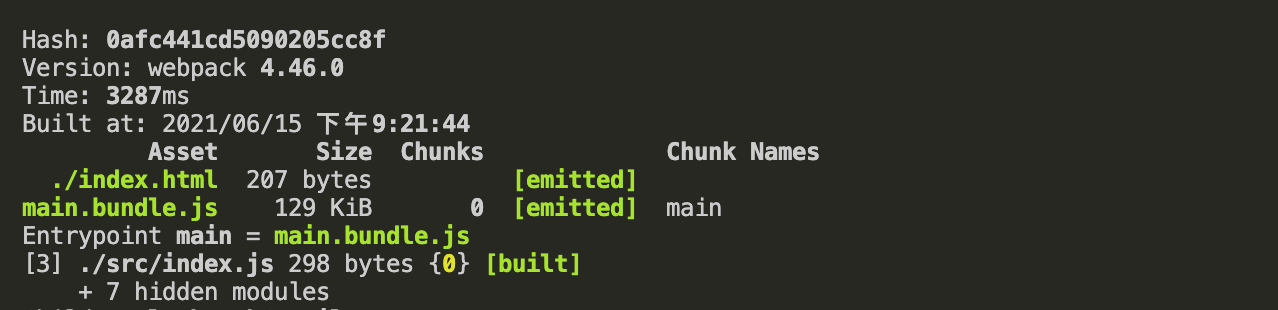 Hash: 0afc441cd5090205cc8f
Version: webpack 4.46.0
Time: 3287ms
Built at: 2021/06/15 下午9:21:44
Asset Size Chunks Chunk Names
./index.html 207 bytes [emitted]
main.bundle.js 129 KiB 0 [emitted] main
Entrypoint main = main.bundle.js
[3] ./src/index.js 298 bytes {0} [built]
+ 7 hidden modules